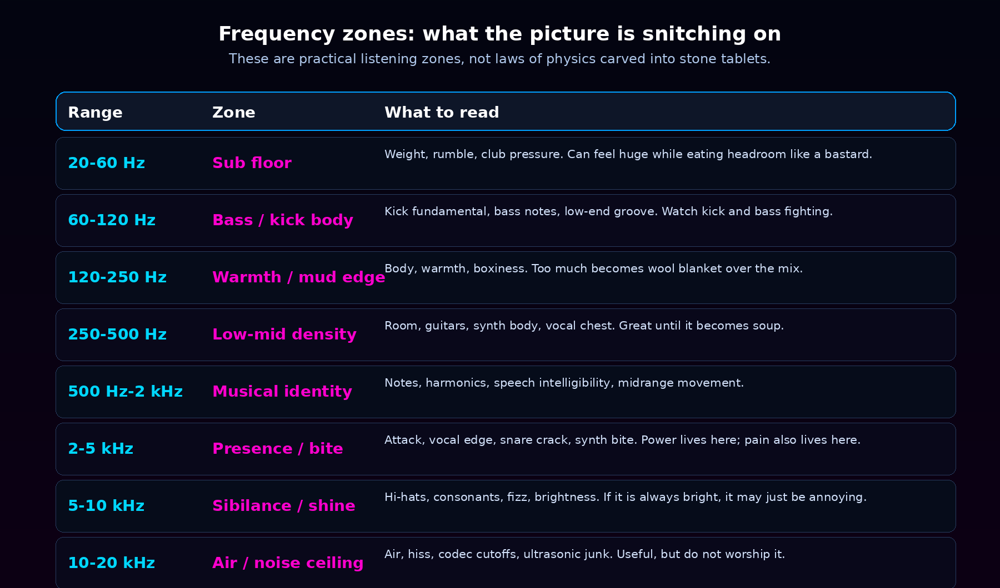 Frequency zones: what the picture is snitching on
These are practical listening zones, not laws of physics carved into stone tablets.
Range Zone What to read
20-60 Hz Sub floor Weight, rumble, club pressure. Can feel huge while eating headroom like a bastard.
60-120 Hz Bass / kick body Kick fundamental, bass notes, low-end groove. Watch kick and bass fighting.
120-250 Hz Warmth / mud edge Body, warmth, boxiness. Too much becomes wool blanket over the mix.
250-500 Hz Low-mid density Room, guitars, synth body, vocal chest. Great until it becomes soup.
500 Hz-2 kHz Musical identity Notes, harmonics, speech intelligibility, midrange movement.
2-5 kHz Presence / bite Attack, vocal edge, snare crack, synth bite. Power lives here; pain also lives here.
5-10 kHz Sibilance / shine Hi-hats, consonants, fizz, brightness. If it is always bright, it may just be annoying.
10-20 kHz Air / noise ceiling Air, hiss, codec cutoffs, ultrasonic junk. Useful, but do not worship it.